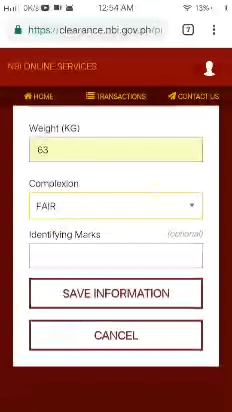 0K/s 12:54 AM 13%
https://clearance.nbi.gov.ph/pr 7
NBI ONLINE SERVICES
HOME TRANSACTIONS CONTACT US
Weight (KG)
63
Complexion
FAIR
Identifying Marks (optional)
SAVE INFORMATION
CANCEL